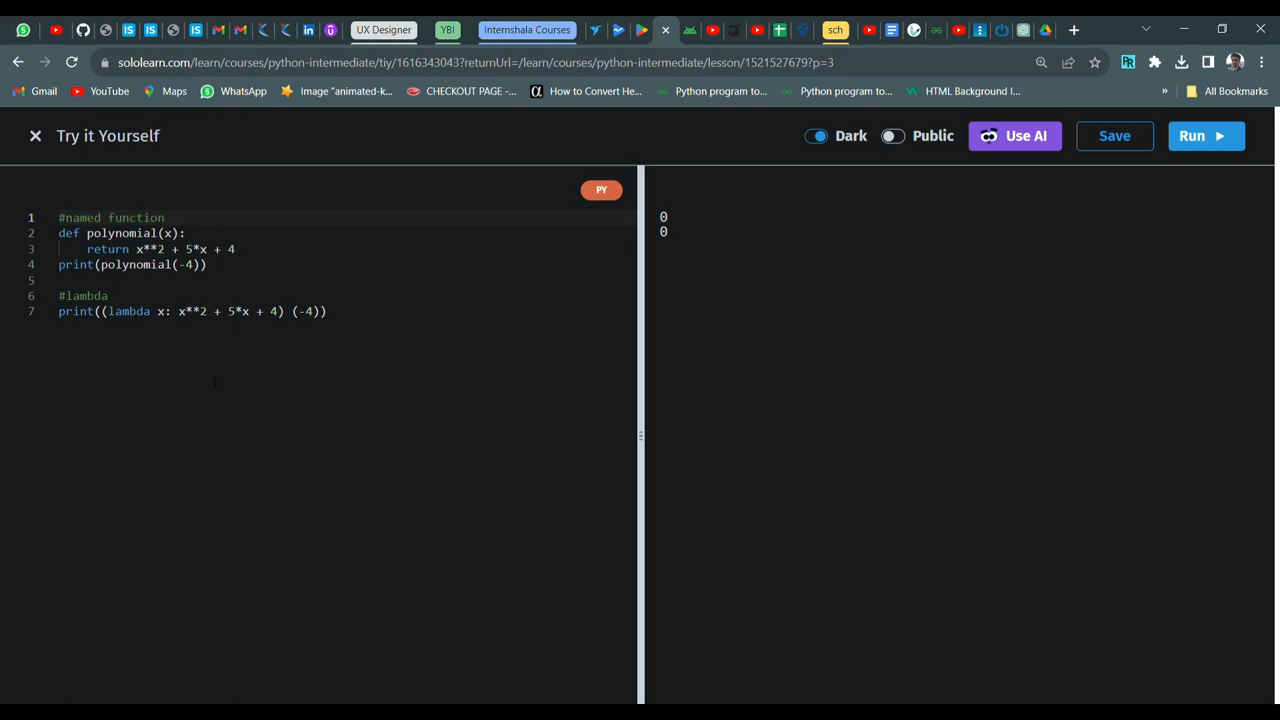 UX Designer
YBI
Internshala Courses
sch
sololearn.com/learn/courses/python-intermediate/tiy/1616343043?returnUrl=/learn/courses/python-intermediate/lesson/1521527679?p=3
Gmail YouTube Maps WhatsApp Image "animated-k... CHECKOUT PAGE -... How to Convert He... Python program to... Python program to... HTML Background I... » All Bookmarks
Try it Yourself Dark Public Use AI Save Run
PY
1 #named function
2 def polynomial(x):
3 return x**2 + 5*x + 4
4 print(polynomial(-4))
5
6 #lambda
7 print((lambda x: x**2 + 5*x + 4) (-4))
0
0